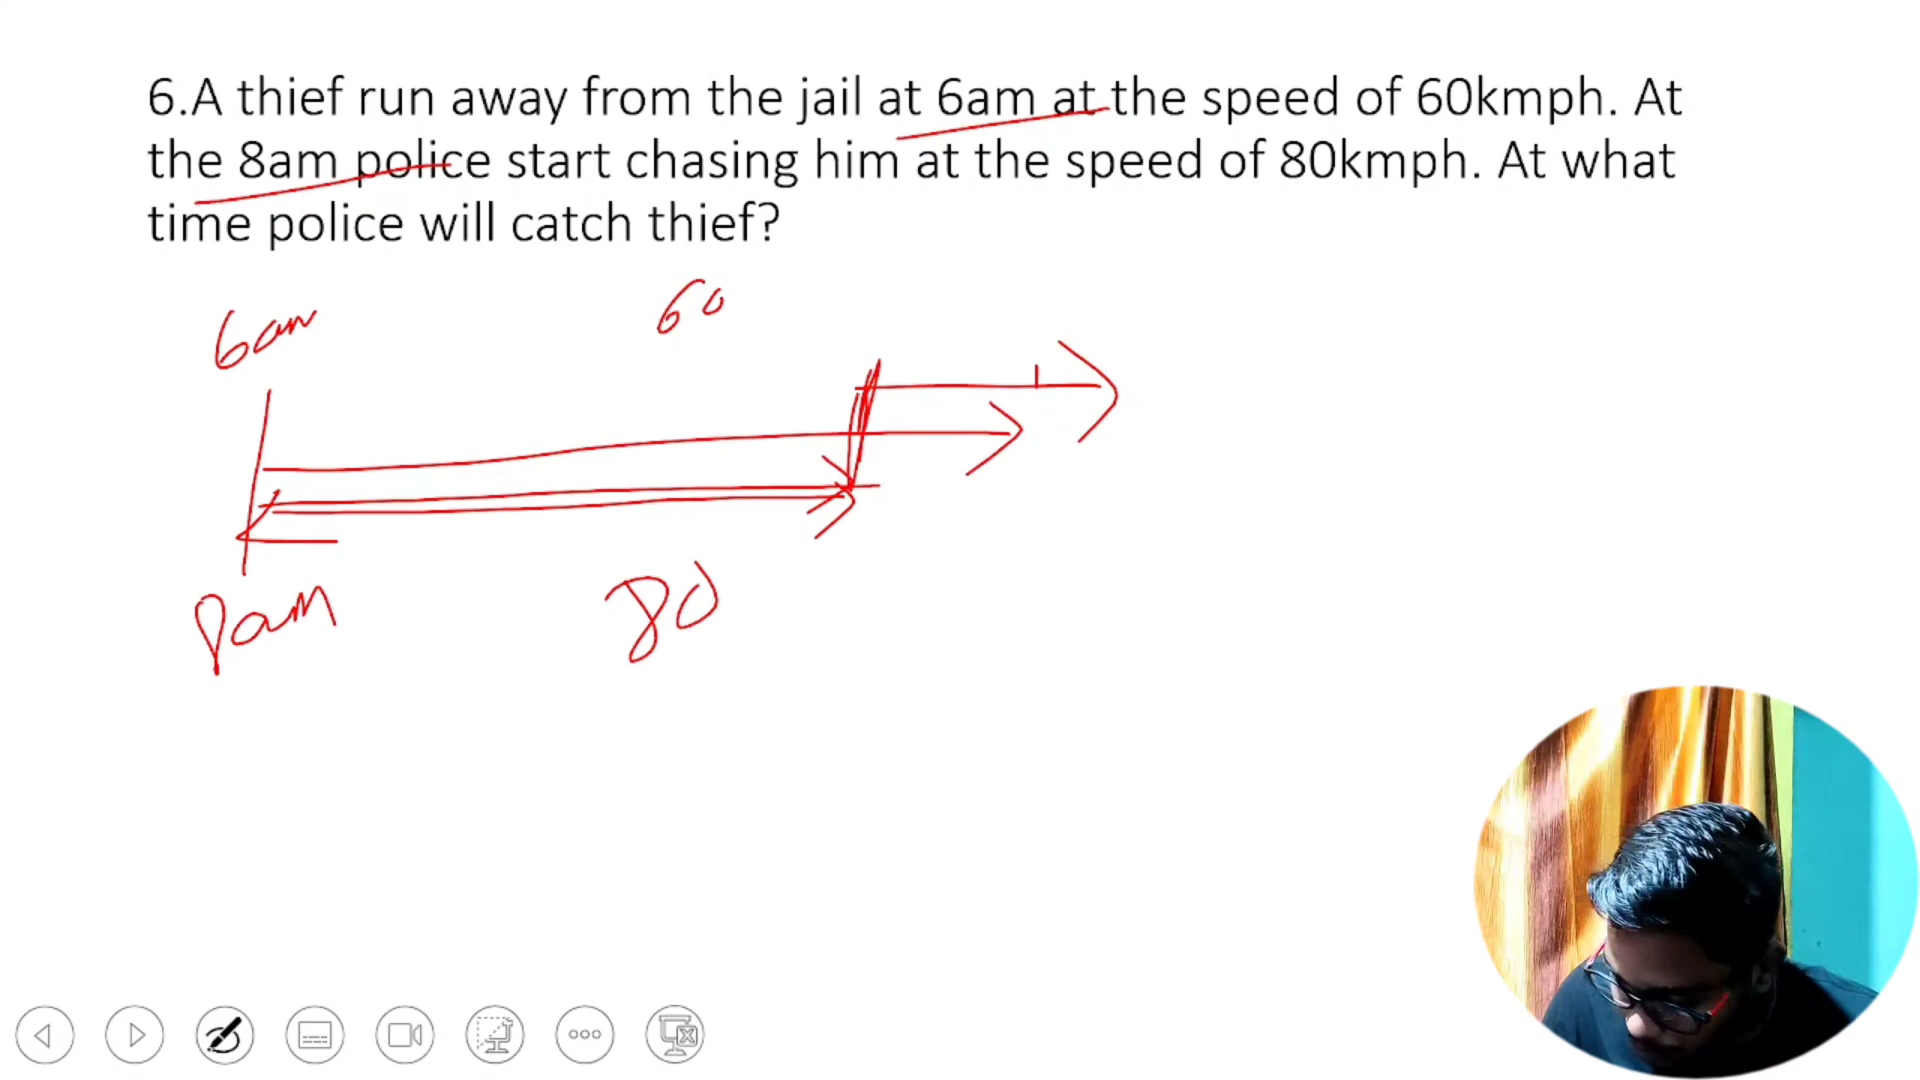 6.A thief run away from the jail at 6am at the speed of 60kmph. At
the 8am police start chasing him at the speed of 80kmph. At what
time police will catch thief?
6am
60
8am
80